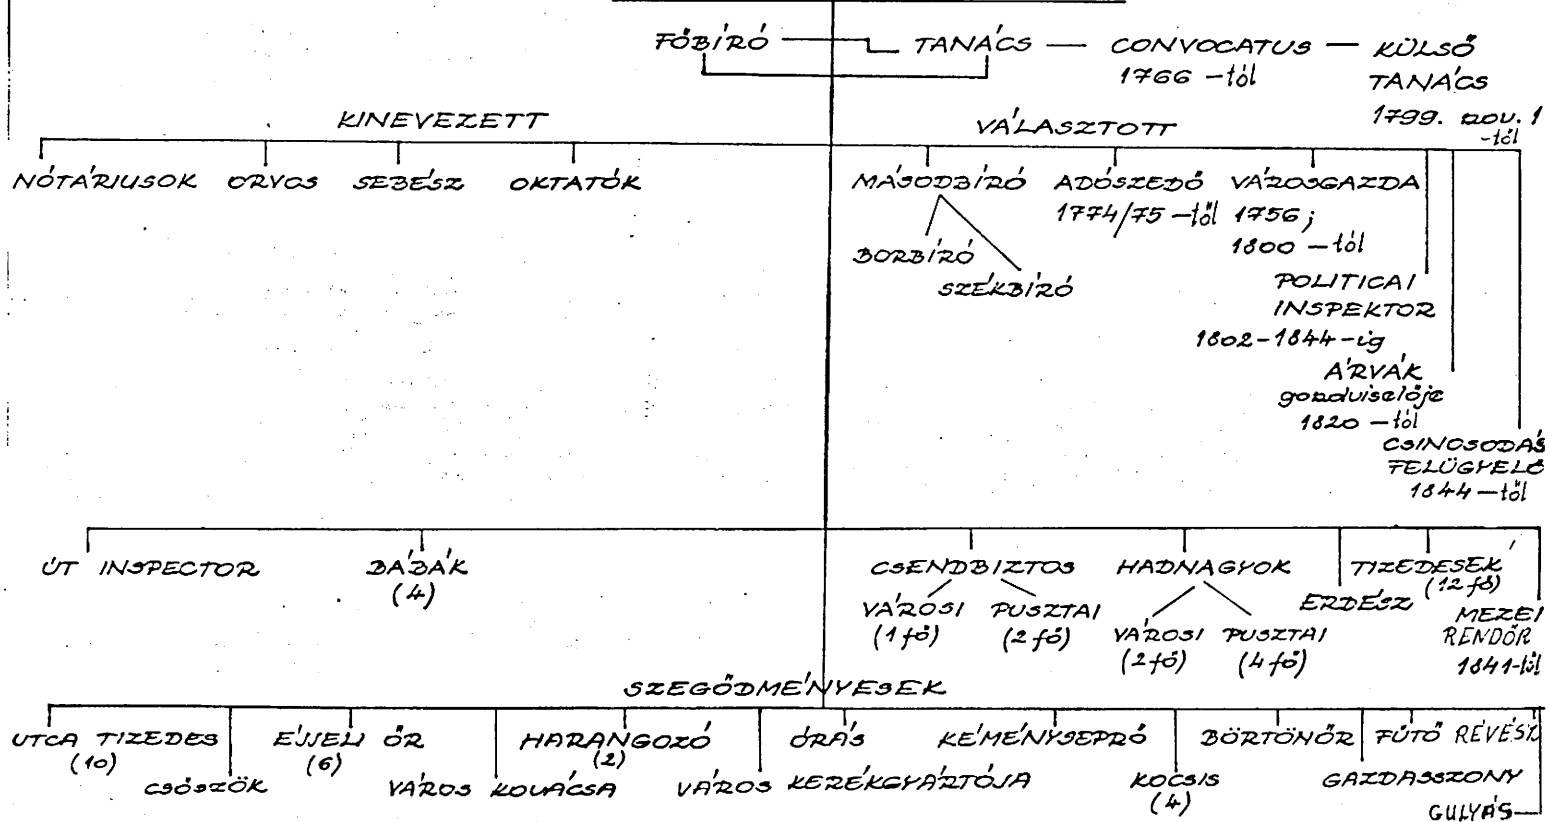 FŐBÍRÓ — TANÁCS — CONVOCATUS — KÜLSŐ
1766 -tól
TANÁCS
1799. nov. 1
-től
KINEVEZETT
VÁLASZTOTT
NÓTÁRIUSOK ORVOS SEBÉSZ OKTATÓK
MÁSODBÍRÓ ADÓSZEDŐ VÁROSGAZDA
1774/75 -től 1756;
1800 -tól
BORBÍRÓ
SZÉKBÍRÓ
POLITICAI
INSPEKTOR
1802-1844-ig
ÁRVÁK
gondviselője
1820 -tól
CSINOSODÁS
FELÜGYELŐ
1844 -től
ÚT INSPECTOR BÁBÁK
(4)
CSENDBIZTOS HADNAGYOK TIZEDESEK
(12 fő)
VÁROSI PUSZTAI
(1 fő) (2 fő)
VÁROSI PUSZTAI
(2 fő) (4 fő)
ERDÉSZ
MEZEI
RENDŐR
1841-től
SZEGŐDMÉNYESEK
UTCA TIZEDES ÉJJELI ŐR HARANGOZÓ ÓRÁS KÉMÉNYSEPRŐ BÖRTÖNŐR FŰTŐ RÉVÉSZ
(10) (6) (2)
CSŐSZÖK VÁROS KOVÁCSA VÁROS KERÉKGYÁRTÓJA KOCSIS GAZDASSZONY
(4)
GULYÁS